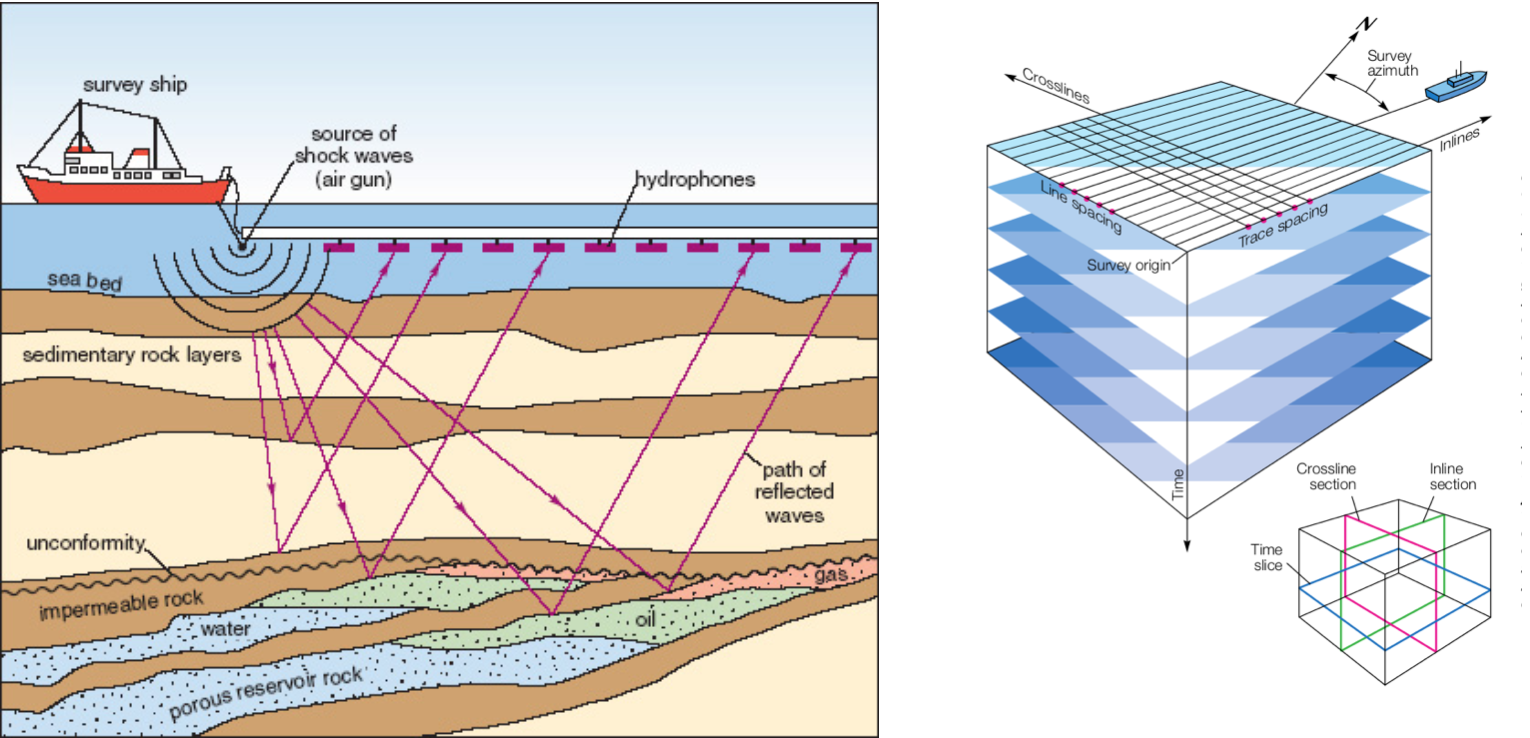 survey ship
source of
shock waves
(air gun)
hydrophones
sea bed
sedimentary rock layers
path of
reflected
waves
unconformity
impermeable rock
gas
water
oil
porous reservoir rock
N
Survey
azimuth
Crosslines
Inlines
Line spacing
Trace spacing
Survey origin
Time
Crossline
section
Inline
section
Time
slice